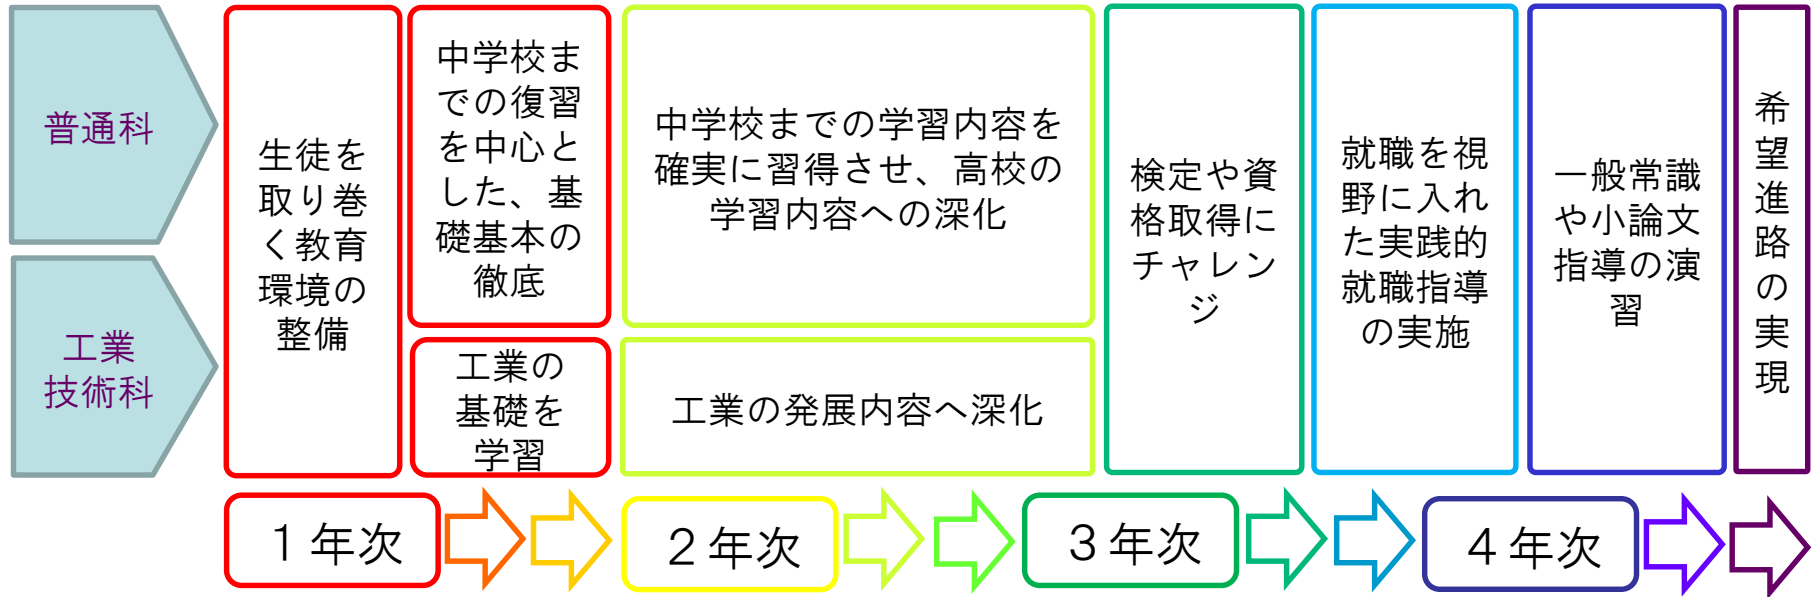 普通科
工業
技術科
生徒を
取り巻
く教育
環境の
整備
中学校ま
での復習
を中心と
した、基
礎基本の
徹底
工業の
基礎を
学習
中学校までの学習内容を
確実に習得させ、高校の
学習内容への深化
工業の発展内容へ深化
検定や資
格取得に
チャレン
ジ
就職を視
野に入れ
た実践的
就職指導
の実施
一般常識
や小論文
指導の演
習
希望進路の実現
１年次
２年次
３年次
４年次